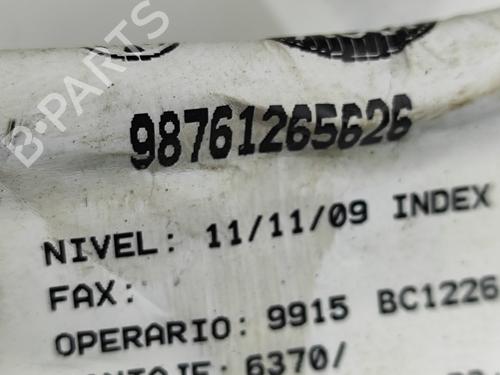 B-PARTS
98761265626
NIVEL: 11/11/09 INDEX
FAX:
OPERARIO: 9915 BC1226
6370/